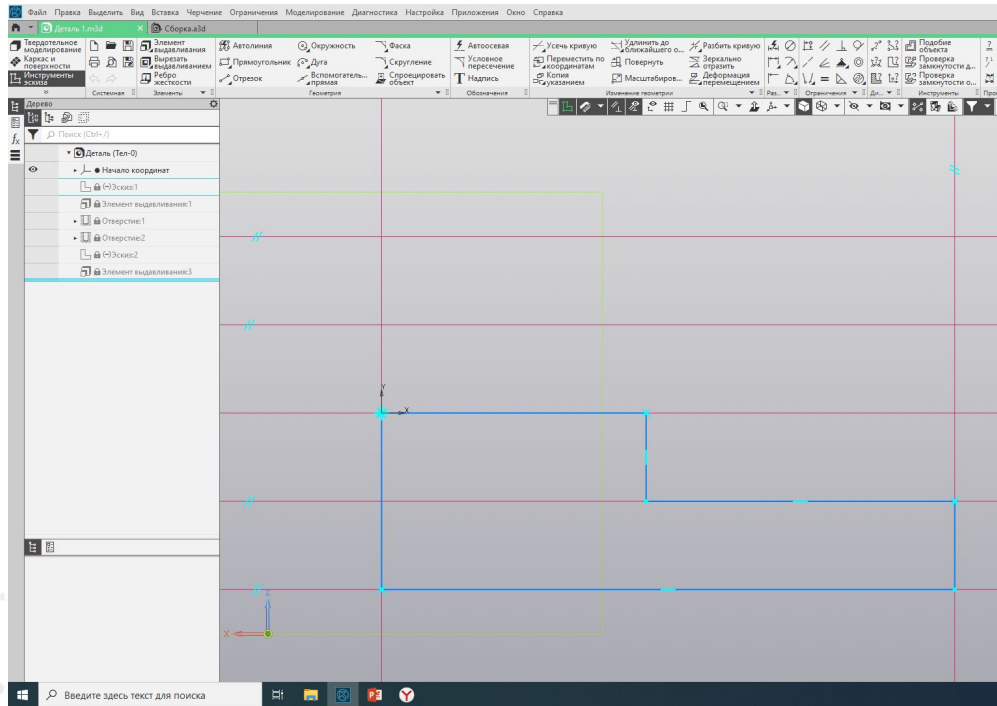 Файл Правка Выделить Вид Вставка Черчение Ограничения Моделирование Диагностика Настройка Приложения Окно Справка
Деталь 1.m3d
Сборка.a3d
Твердотельное моделирование
Каркас и поверхности
Инструменты эскиза
Системная
Элемент выдавливания
Вырезать выдавливанием
Ребро жесткости
Элементы
Автолиния
Прямоугольник
Отрезок
Окружность
Дуга
Вспомогатель... прямая
Фаска
Скругление
Спроецировать объект
Геометрия
Автоосевая
Условное пересечение
Надпись
Обозначения
Усечь кривую
Переместить по координатам
Копия указанием
Удлинить до ближайшего о...
Повернуть
Масштабиров...
Разбить кривую
Зеркально отразить
Деформация перемещением
Изменение геометрии
Раз...
Ограничения
Ди...
Подобие объекта
Проверка замкнутости д...
Проверка замкнутости о...
Инструменты
Дерево
Поиск (Ctrl+/)
Деталь (Тел-0)
Начало координат
(-)Эскиз:1
Элемент выдавливания:1
Отверстие:1
Отверстие:2
(-)Эскиз:2
Элемент выдавливания:3
Y
X
Z
X
Введите здесь текст для поиска